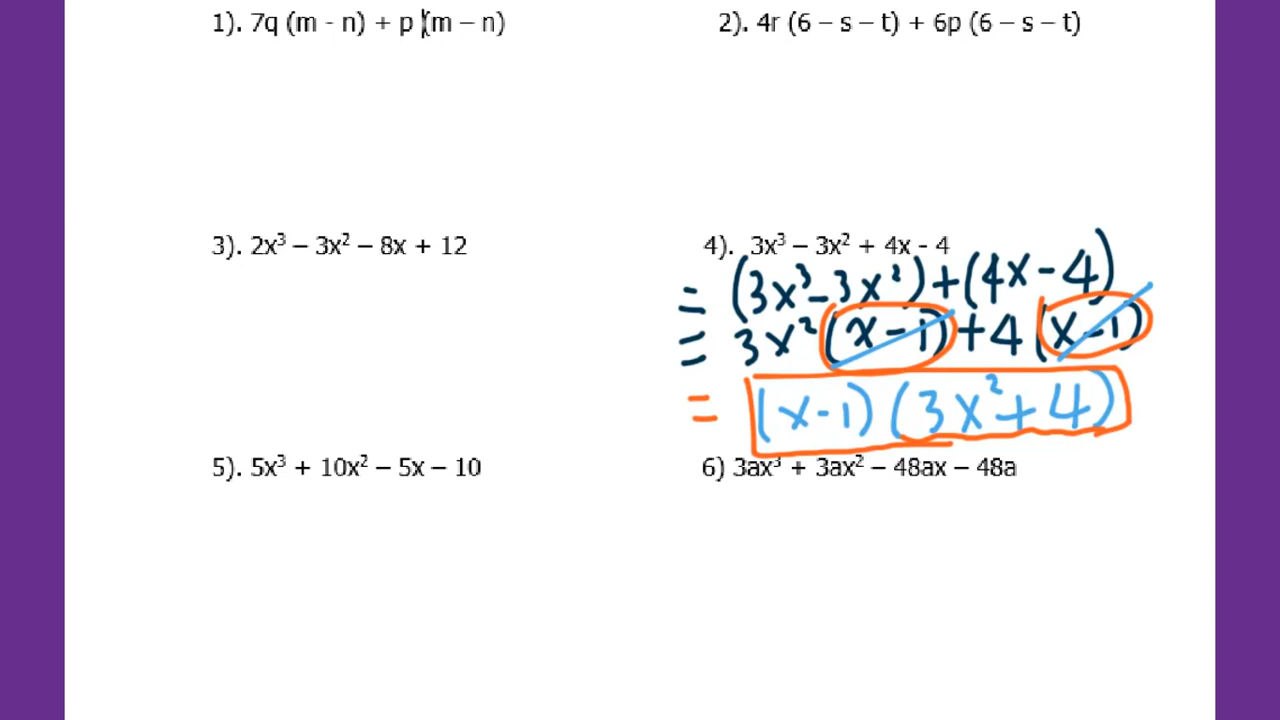 1). 7q (m - n) + p (m – n)
2). 4r (6 – s – t) + 6p (6 – s – t)
3). 2x³ – 3x² – 8x + 12
4). 3x³ – 3x² + 4x - 4
= (3x³-3x²)+(4x-4)
= 3x²(x-1)+4(x-1)
= (x-1)(3x²+4)
5). 5x³ + 10x² – 5x – 10
6) 3ax³ + 3ax² – 48ax – 48a